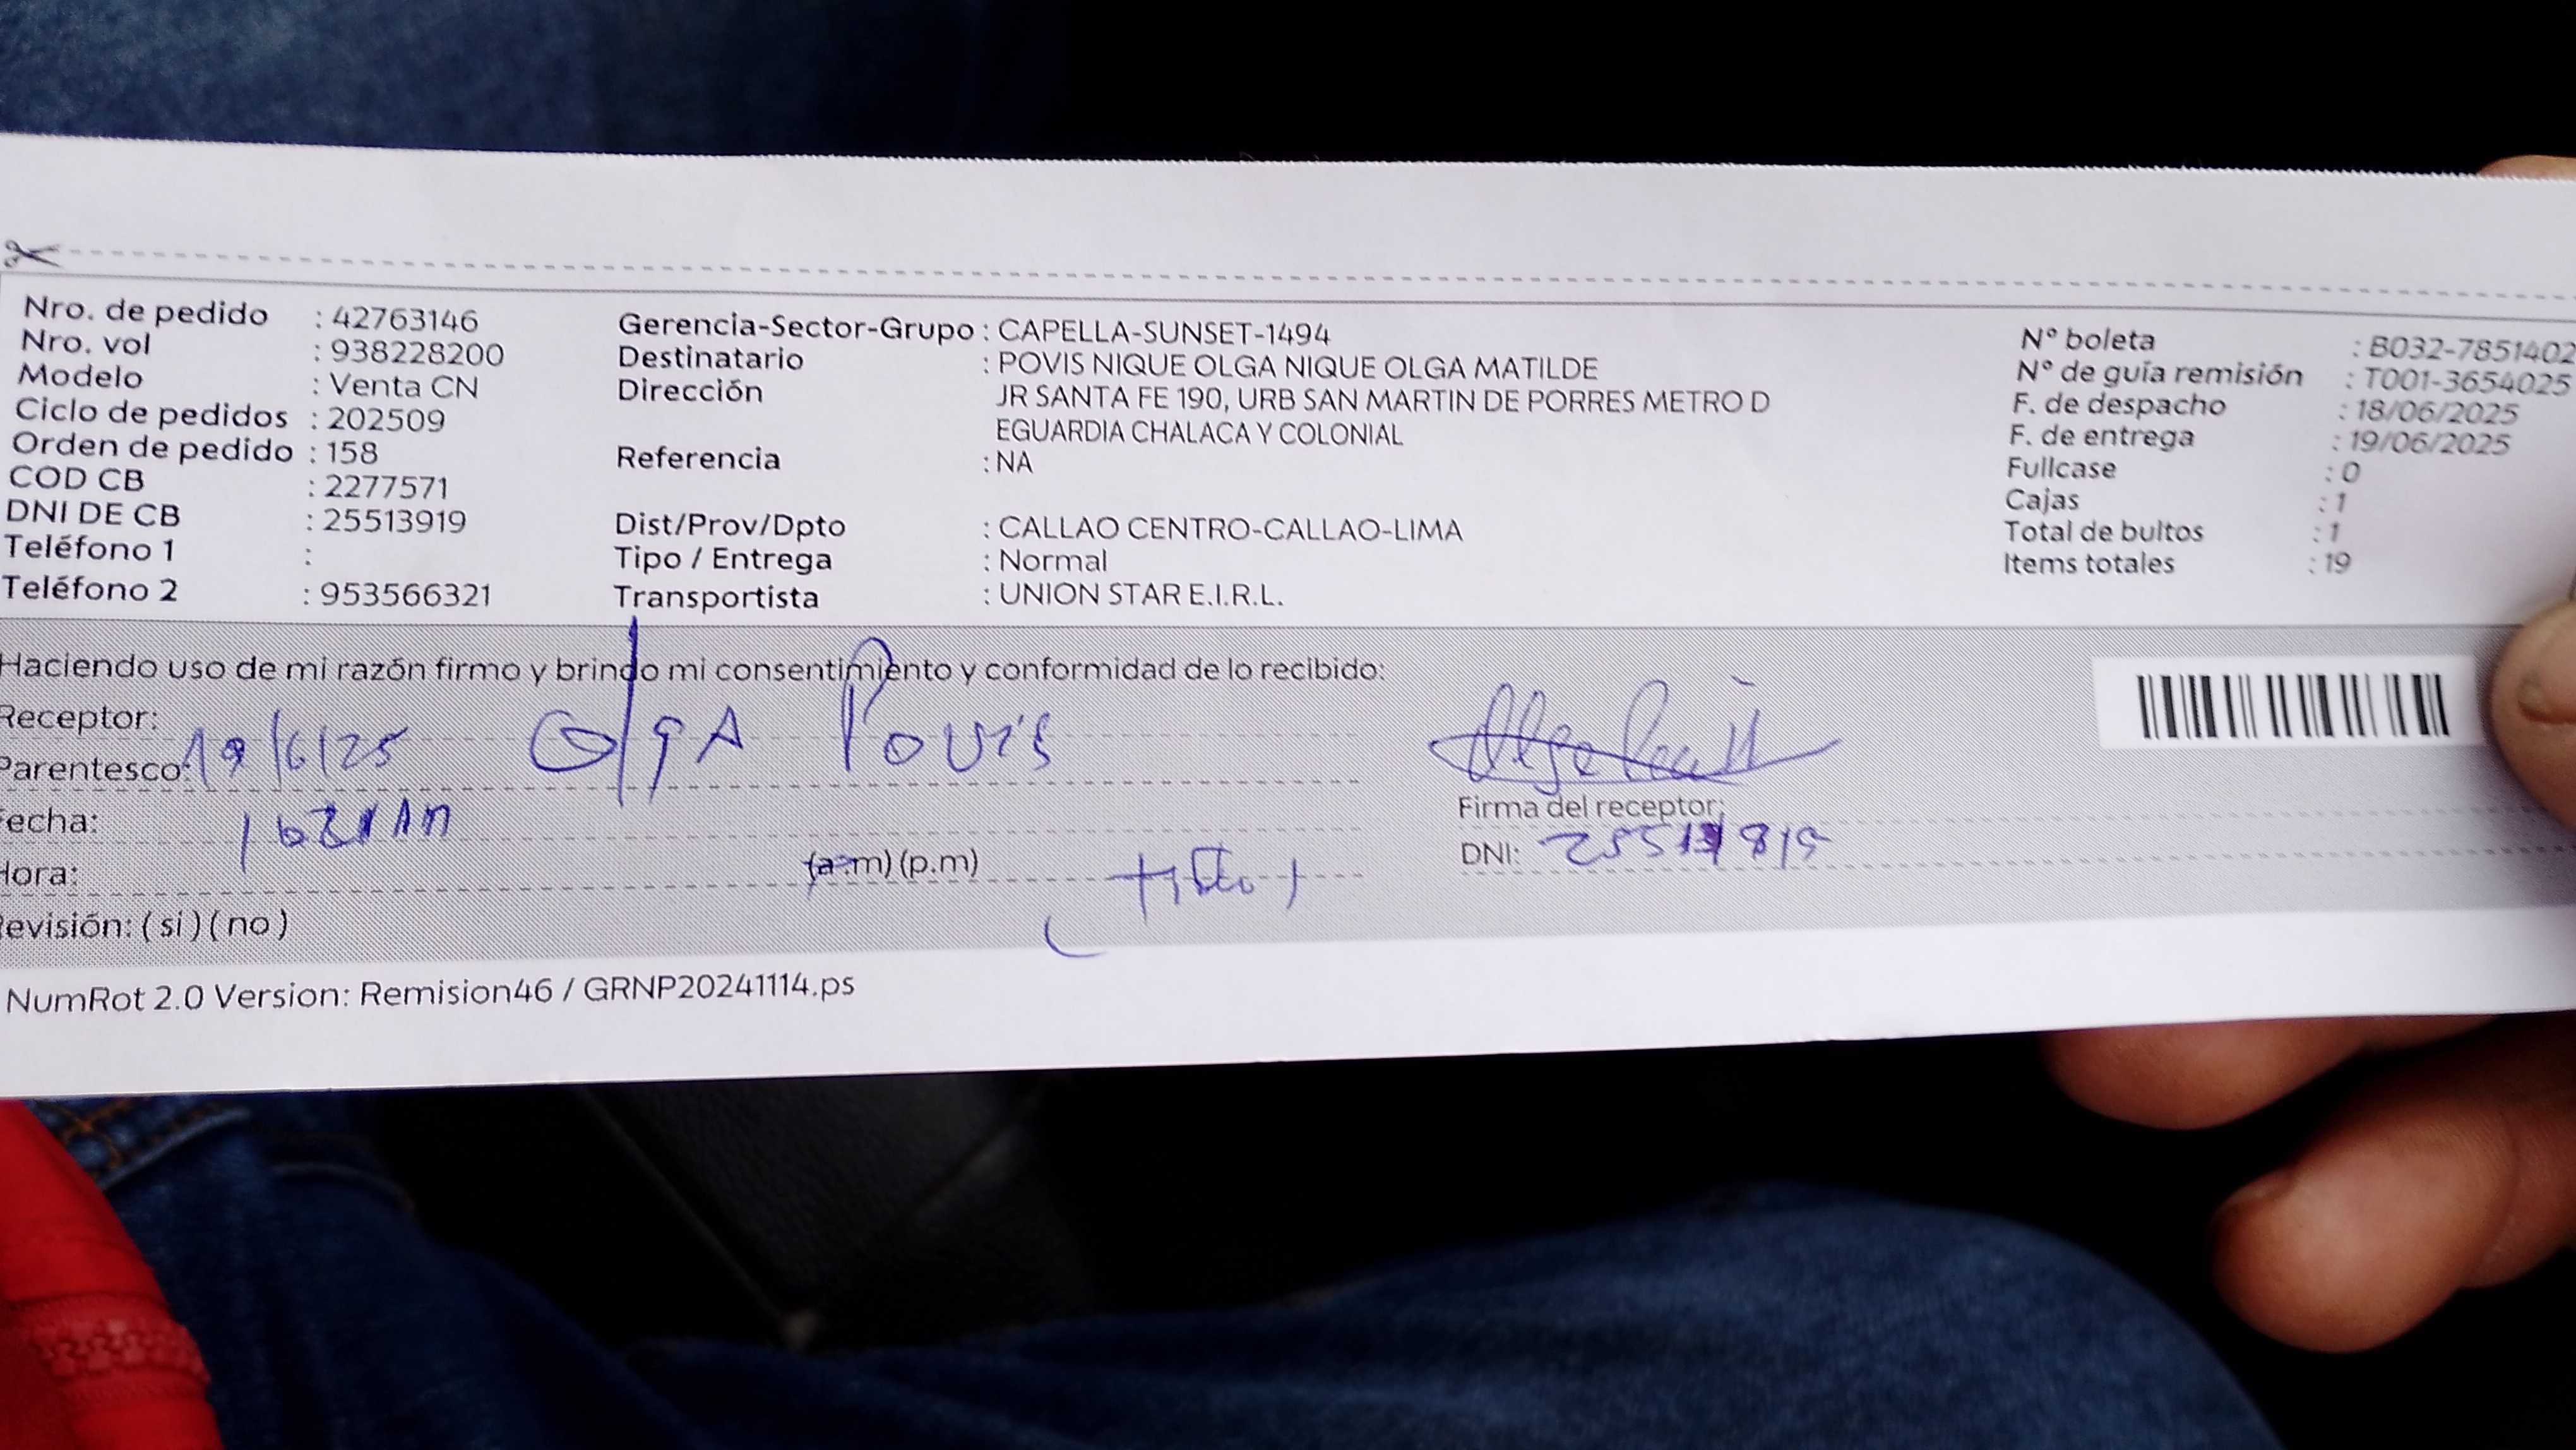 Nro. de pedido : 42763146
Nro. vol : 938228200
Modelo : Venta CN
Ciclo de pedidos : 202509
Orden de pedido : 158
COD CB : 2277571
DNI DE CB : 25513919
Teléfono 1 :
Teléfono 2 : 953566321
Gerencia-Sector-Grupo : CAPELLA-SUNSET-1494
Destinatario : POVIS NIQUE OLGA NIQUE OLGA MATILDE
Dirección JR SANTA FE 190, URB SAN MARTIN DE PORRES METRO D
EGUARDIA CHALACA Y COLONIAL
Referencia : NA
Dist/Prov/Dpto : CALLAO CENTRO-CALLAO-LIMA
Tipo / Entrega : Normal
Transportista : UNION STAR E.I.R.L.
N° boleta : B032-7851402
N° de guía remisión : T001-3654025
F. de despacho : 18/06/2025
F. de entrega : 19/06/2025
Fullcase : 0
Cajas : 1
Total de bultos : 1
Items totales : 19
Haciendo uso de mi razón firmo y brindo mi consentimiento y conformidad de lo recibido:
Receptor:
19/6/25 OlgA Povis
Parentesco:
Fecha:
Hora: (a.m) (p.m)
Revisión: ( si ) ( no )
Firma del receptor:
DNI:
NumRot 2.0 Version: Remision46 / GRNP20241114.ps